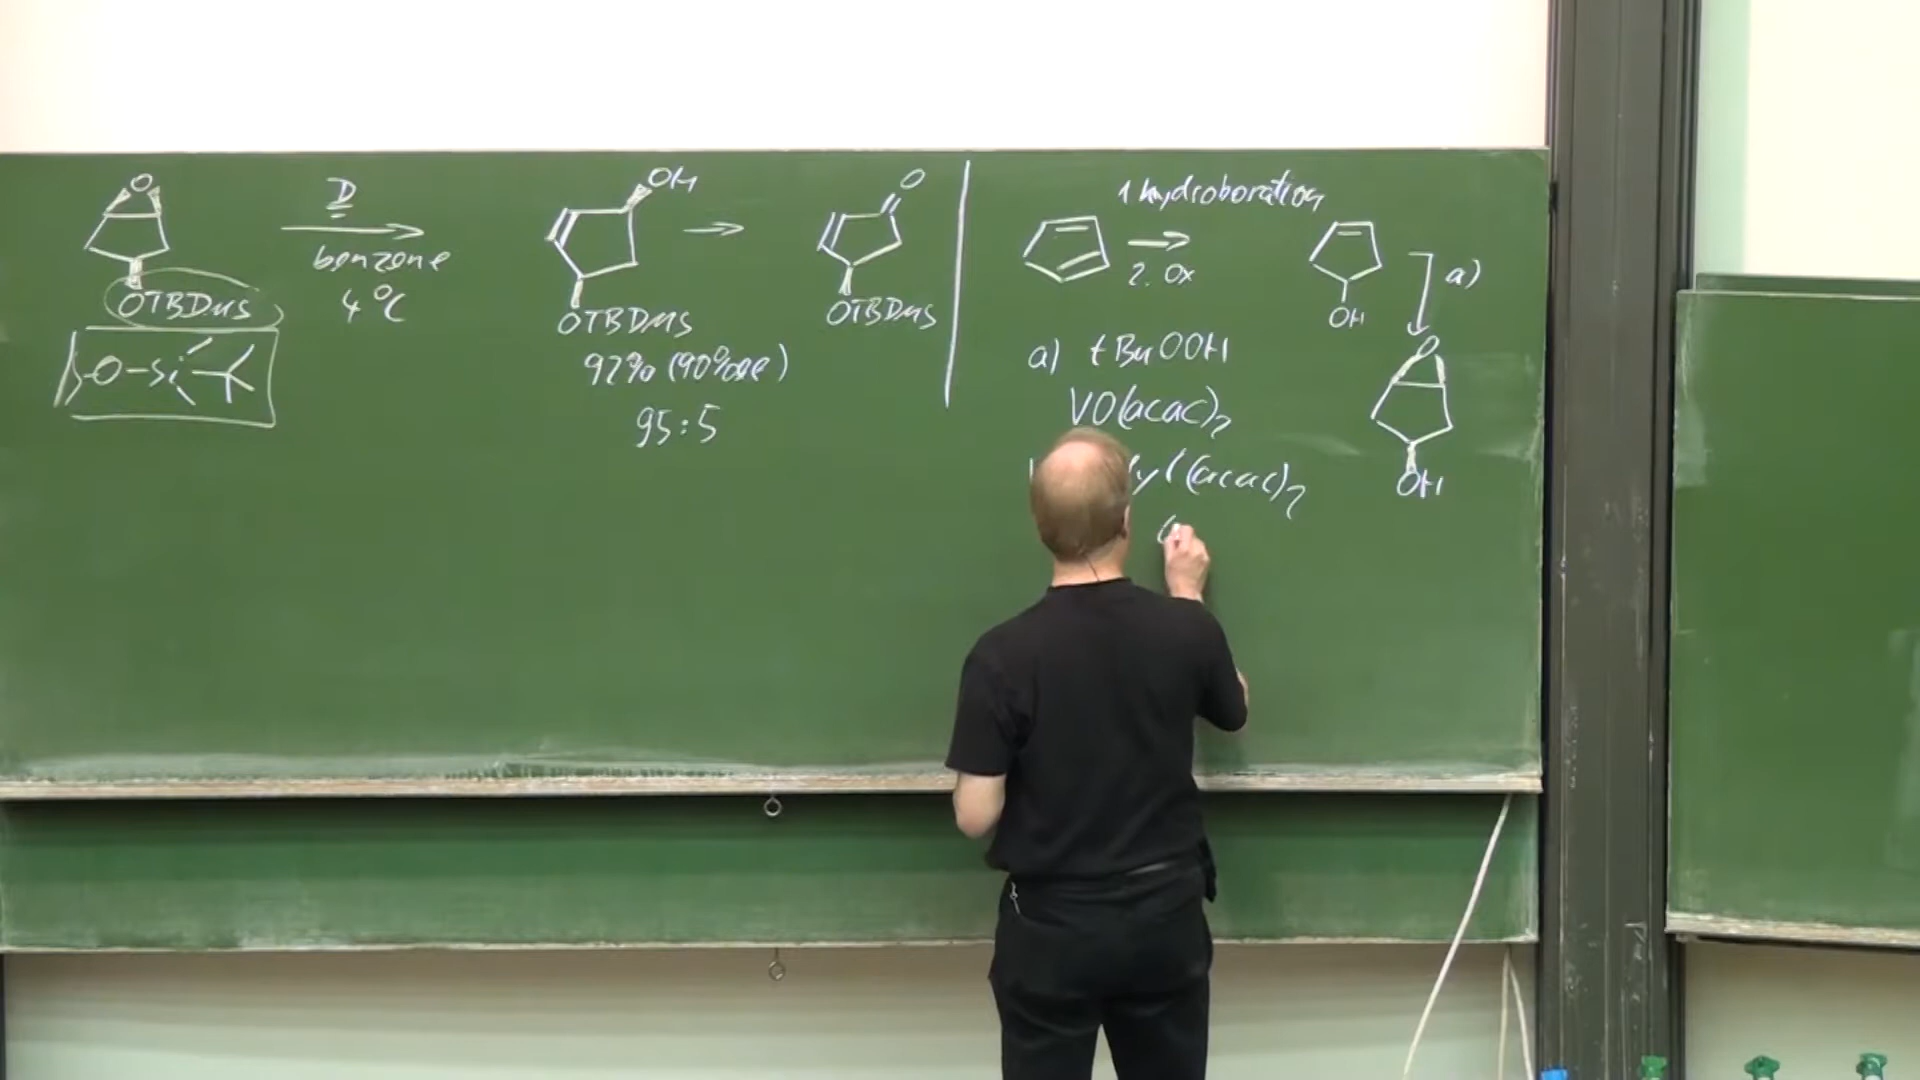 O
D
benzene
4 °C
OTBDMS
O-Si
OH
OTBDMS
92% (90% ee)
95:5
O
OTBDMS
1 hydroboration
2. Ox
OH
a)
a) tBuOOH
VO(acac)2
yl(acac)2
O
OH